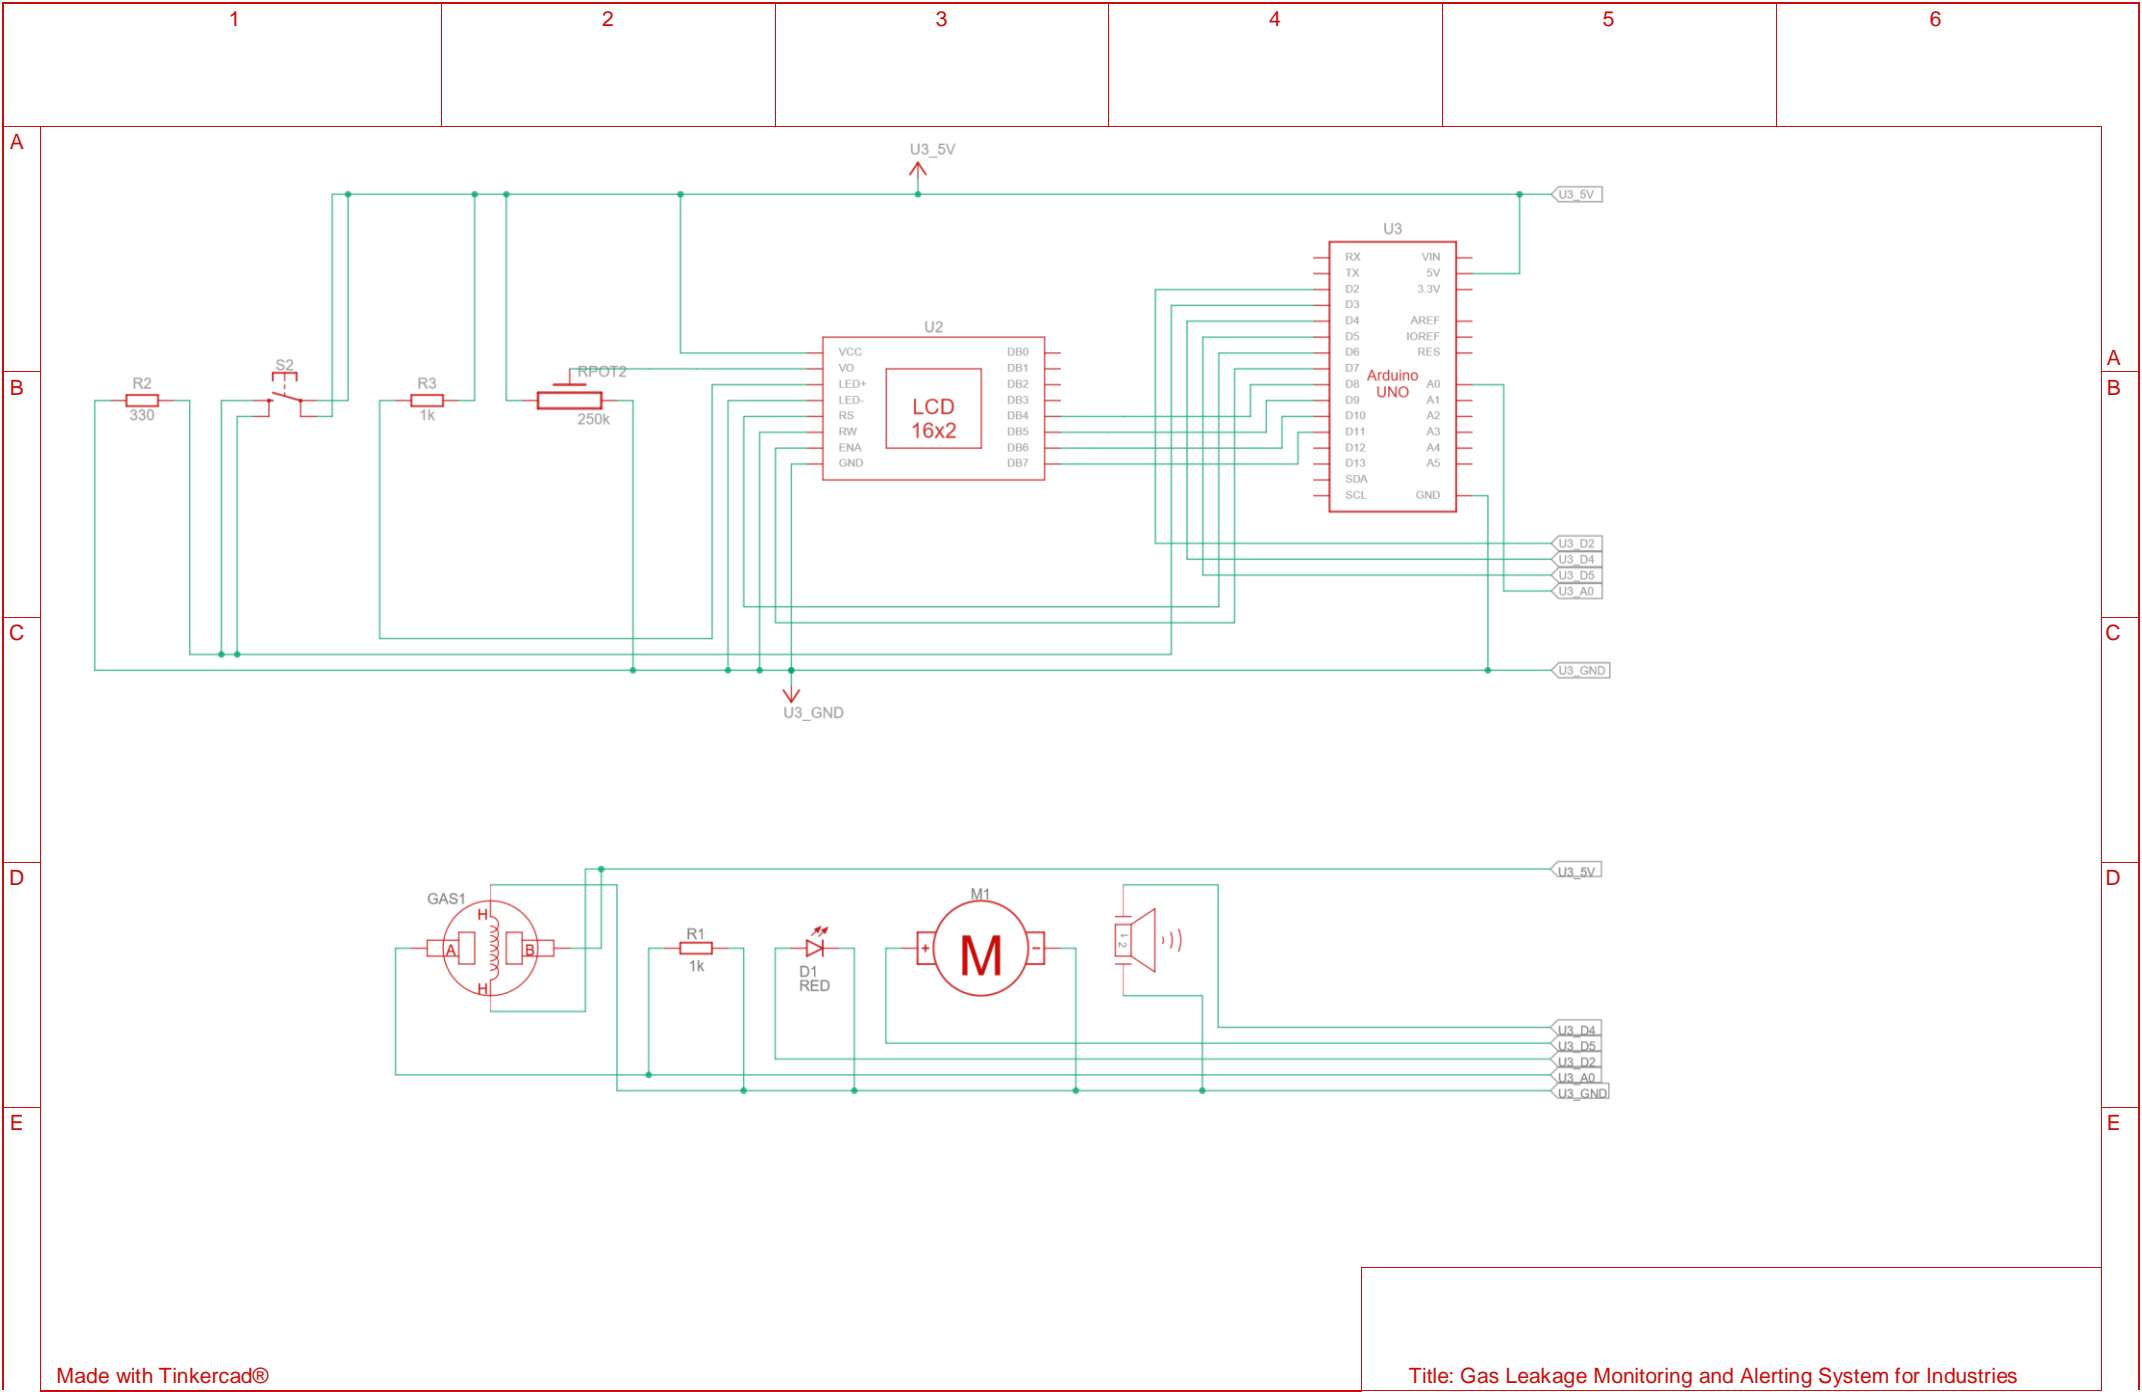 1 2 3 4 5 6
A
U3_5V
U3_5V
U3
RX VIN
TX 5V
D2 3.3V
D3
D4 AREF
D5 IOREF
D6 RES
D7
D8 A0
D9 A1
D10 A2
D11 A3
D12 A4
D13 A5
SDA
SCL GND
Arduino
UNO
U2
VCC DB0
VO DB1
LED+ DB2
LED- DB3
RS DB4
RW DB5
ENA DB6
GND DB7
LCD
16x2
A
B
B
R2
330
S2
R3
1k
RPOT2
250k
U3_D2
U3_D4
U3_D5
U3_A0
C
C
U3_GND
U3_GND
D
D
U3_5V
GAS1
H
A B
H
R1
1k
D1
RED
M1
+ M -
1 2
U3_D4
U3_D5
U3_D2
U3_A0
U3_GND
E
E
Made with Tinkercad®
Title: Gas Leakage Monitoring and Alerting System for Industries